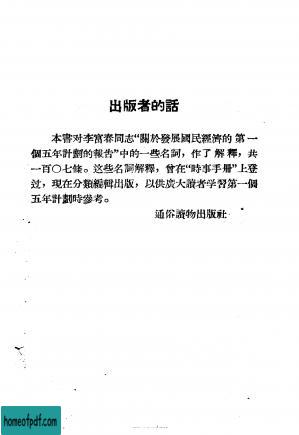 出版者的話
本書对李富春同志“關於發展國民經濟的第一
個五年計劃的報告”中的一些名詞，作了解釋，共
一百〇七條。這些名詞解釋，曾在“時事手册”上登
过，現在分類編輯出版，以供廣大讀者学習第一個
五年計劃時參考。
通俗讀物出版社
homeofpdf.com